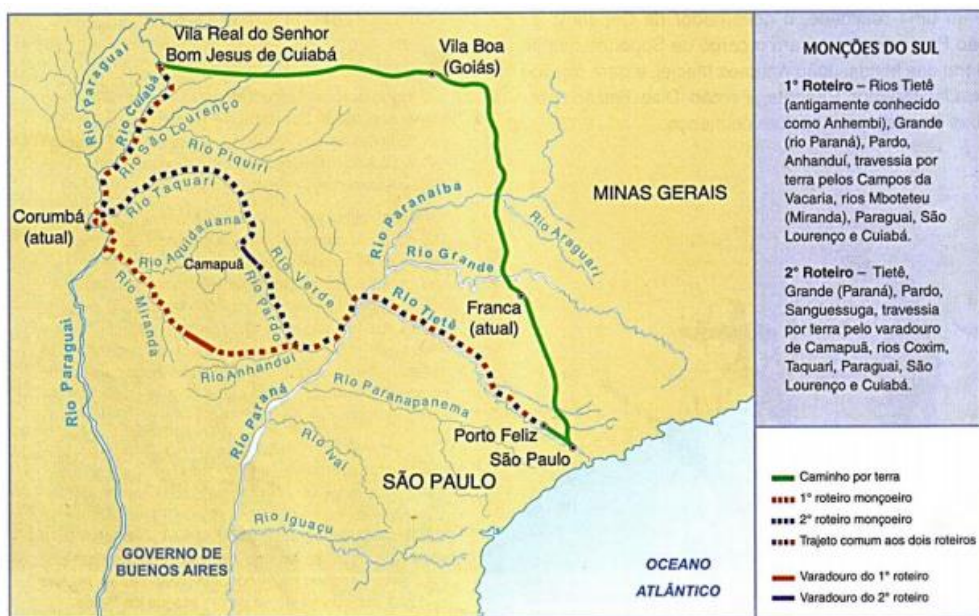 Vila Real do Senhor
Bom Jesus de Cuiabá
Vila Boa
(Goiás)
Rio Paraguai
Rio Cuiabá
Rio São Lourenço
Rio Piquiri
Rio Taquari
Corumbá
(atual)
Rio Aquidauanal
Camapuã
Rio Verde
Rio Pardo
Rio Miranda
Rio Anhanduí
Rio Paraguai
Rio Paranaíba
MINAS GERAIS
Rio Araguari
Rio Grande
Rio Tietê
Franca
(atual)
Rio Paranapanema
Rio Paraná
Porto Feliz
São Paulo
Rio Ivaí
SÃO PAULO
Rio Iguaçu
GOVERNO DE
BUENOS AIRES
OCEANO
ATLÂNTICO
MONÇÕES DO SUL
1° Roteiro – Rios Tietê
(antigamente conhecido
como Anhembi), Grande
(rio Paraná), Pardo,
Anhanduí, travessia por
terra pelos Campos da
Vacaria, rios Mboteteu
(Miranda), Paraguai, São
Lourenço e Cuiabá.
2° Roteiro – Tietê,
Grande (Paraná), Pardo,
Sanguessuga, travessia
por terra pelo varadouro
de Camapuã, rios Coxim,
Taquari, Paraguai, São
Lourenço e Cuiabá.
Caminho por terra
1° roteiro monçoeiro
2° roteiro monçoeiro
Trajeto comum aos dois roteiros
Varadouro do 1° roteiro
Varadouro do 2° roteiro